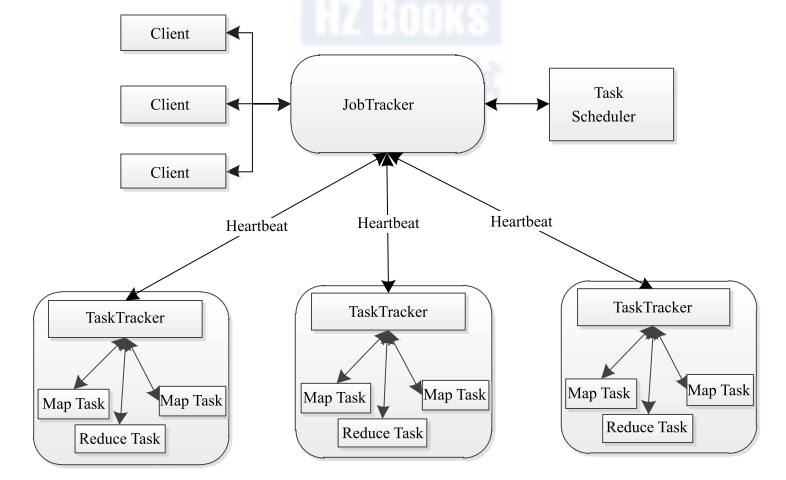 HZ BOOKS
Client
Client
Client
JobTracker
Task
Scheduler
Heartbeat
Heartbeat
Heartbeat
TaskTracker
Map Task
Map Task
Reduce Task
TaskTracker
Map Task
Map Task
Reduce Task
TaskTracker
Map Task
Map Task
Reduce Task